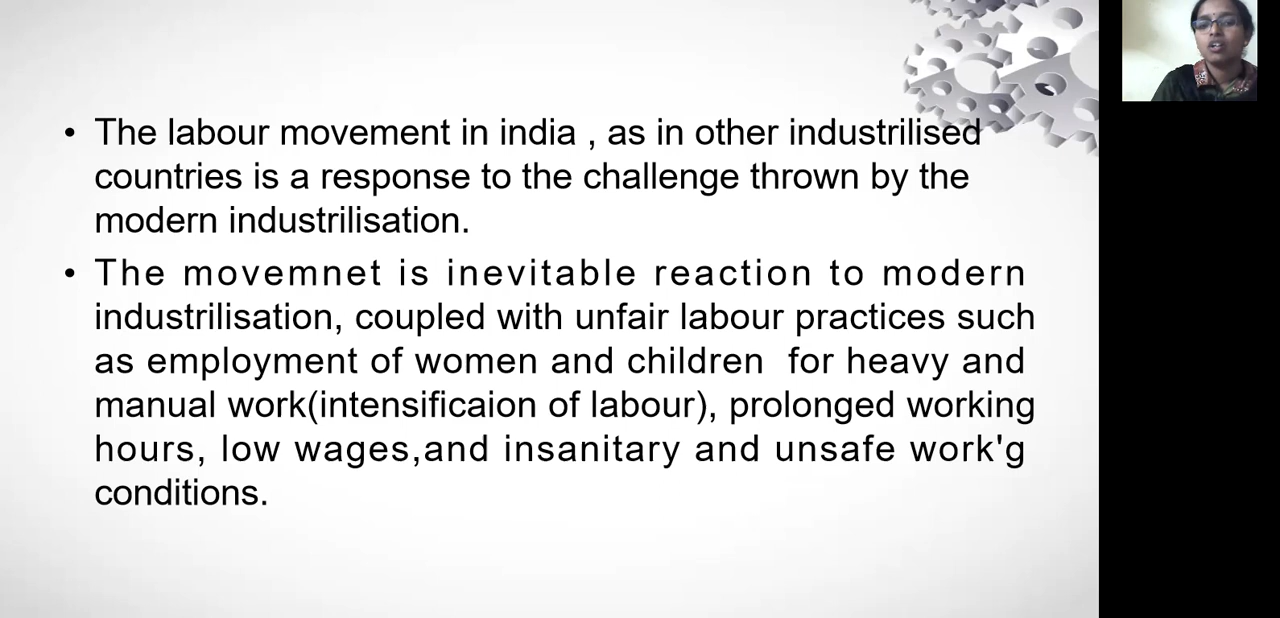 • The labour movement in india , as in other industrilised
countries is a response to the challenge thrown by the
modern industrilisation.
• The movemnet is inevitable reaction to modern
industrilisation, coupled with unfair labour practices such
as employment of women and children for heavy and
manual work(intensificaion of labour), prolonged working
hours, low wages,and insanitary and unsafe work'g
conditions.